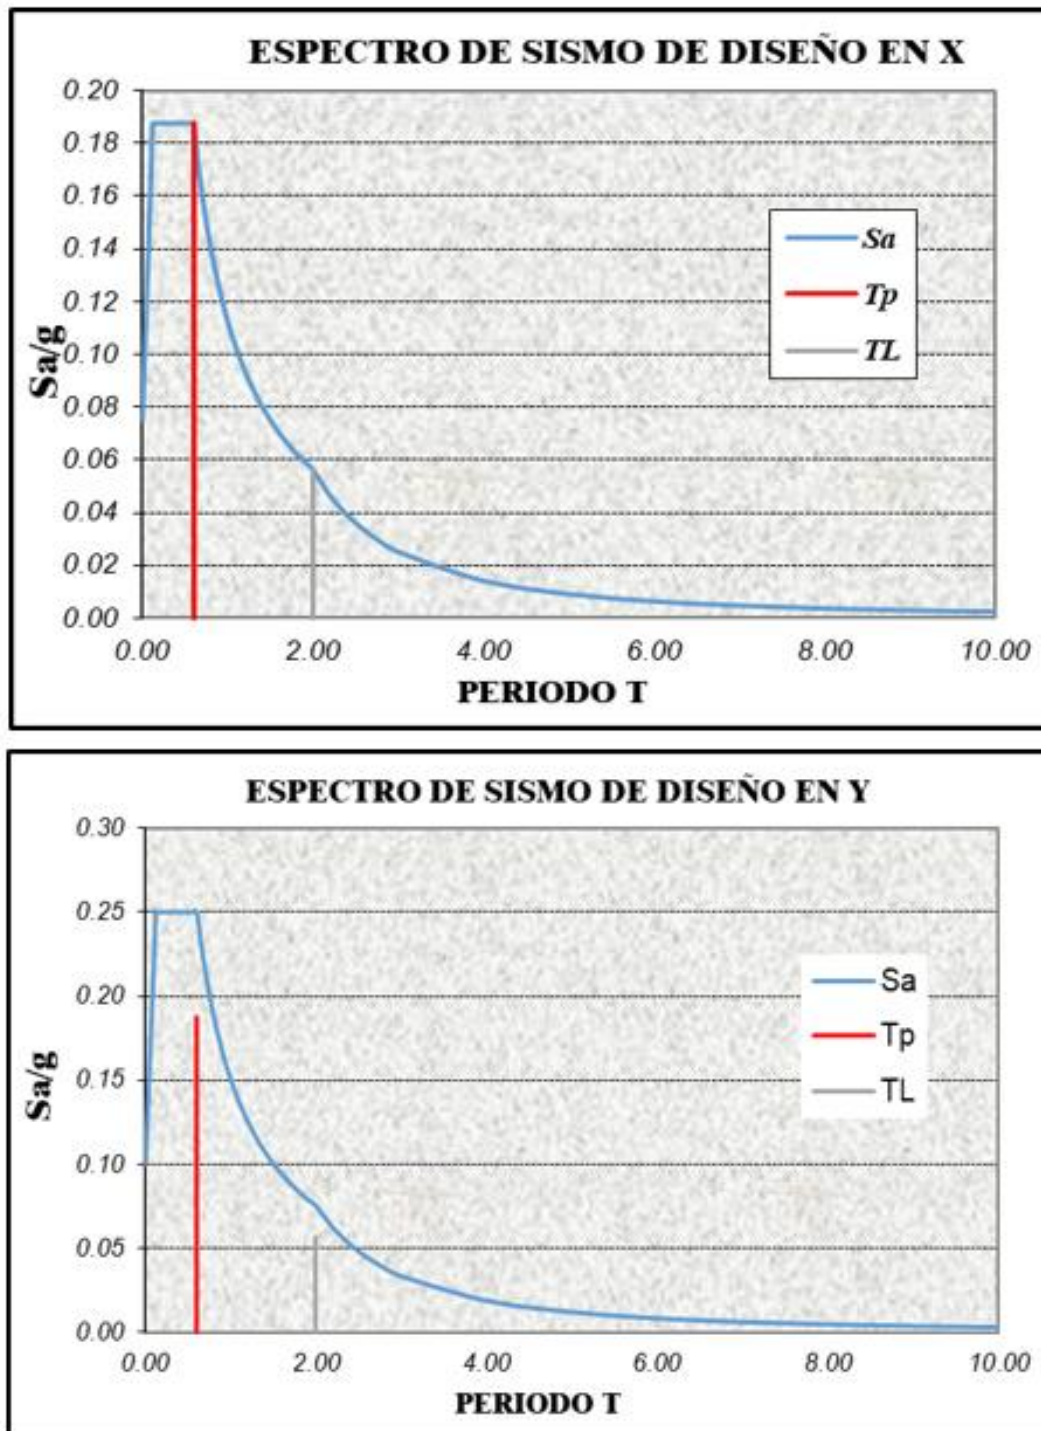 ESPECTRO DE SISMO DE DISEÑO EN X
0.20
0.18
0.16
0.14
0.12
0.10
0.08
0.06
0.04
0.02
0.00
Sa/g
Sa
Tp
TL
0.00 2.00 4.00 6.00 8.00 10.00
PERIODO T
ESPECTRO DE SISMO DE DISEÑO EN Y
0.30
0.25
0.20
0.15
0.10
0.05
0.00
Sa/g
Sa
Tp
TL
0.00 2.00 4.00 6.00 8.00 10.00
PERIODO T